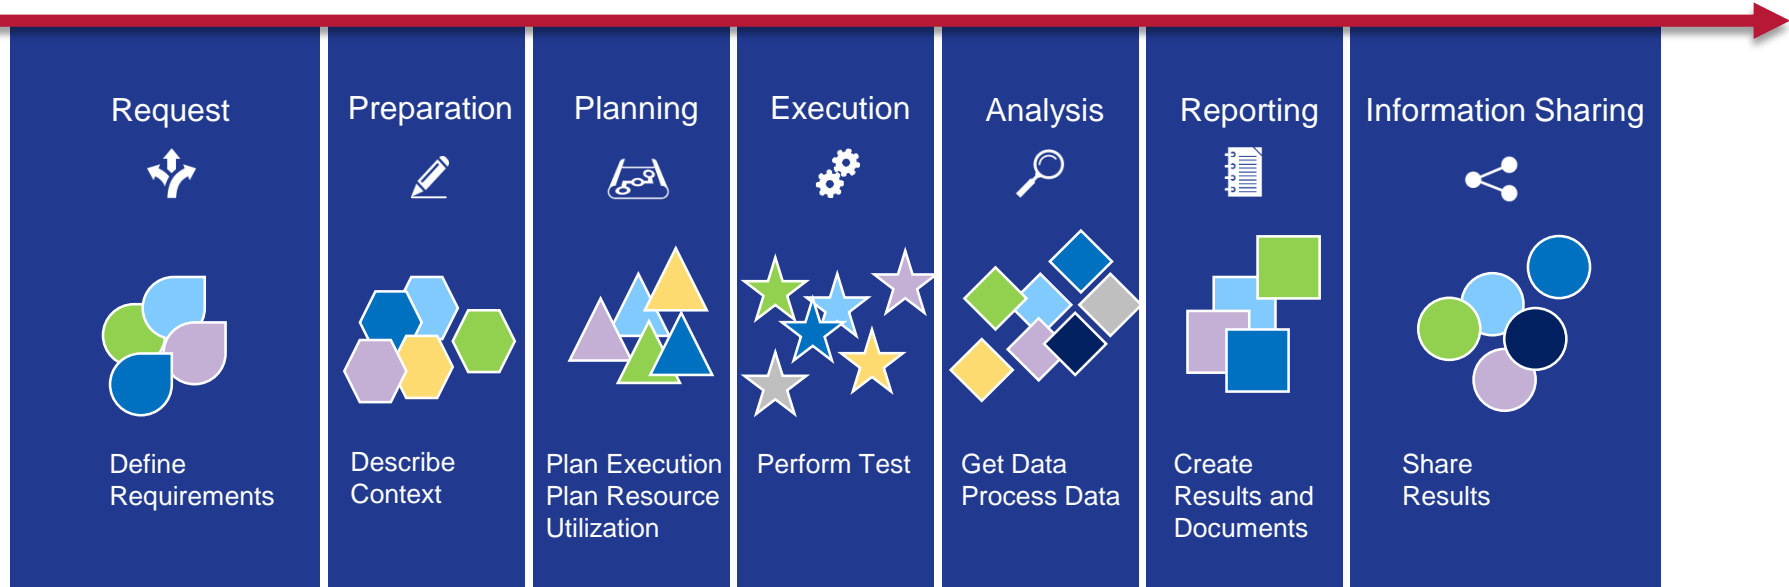 Request
Preparation
Planning
Execution
Analysis
Reporting
Information Sharing
Define
Requirements
Describe
Context
Plan Execution
Plan Resource
Utilization
Perform Test
Get Data
Process Data
Create
Results and
Documents
Share
Results